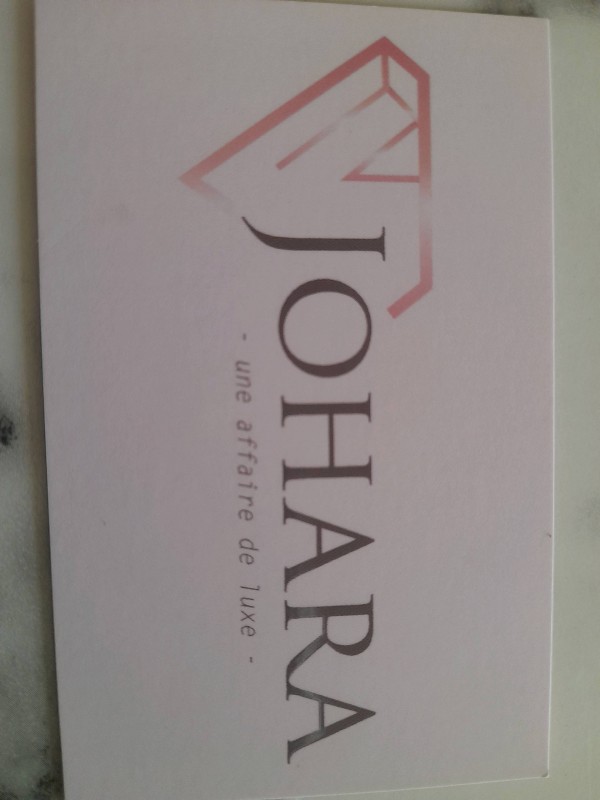 JOHARA
- une affaire de luxe -